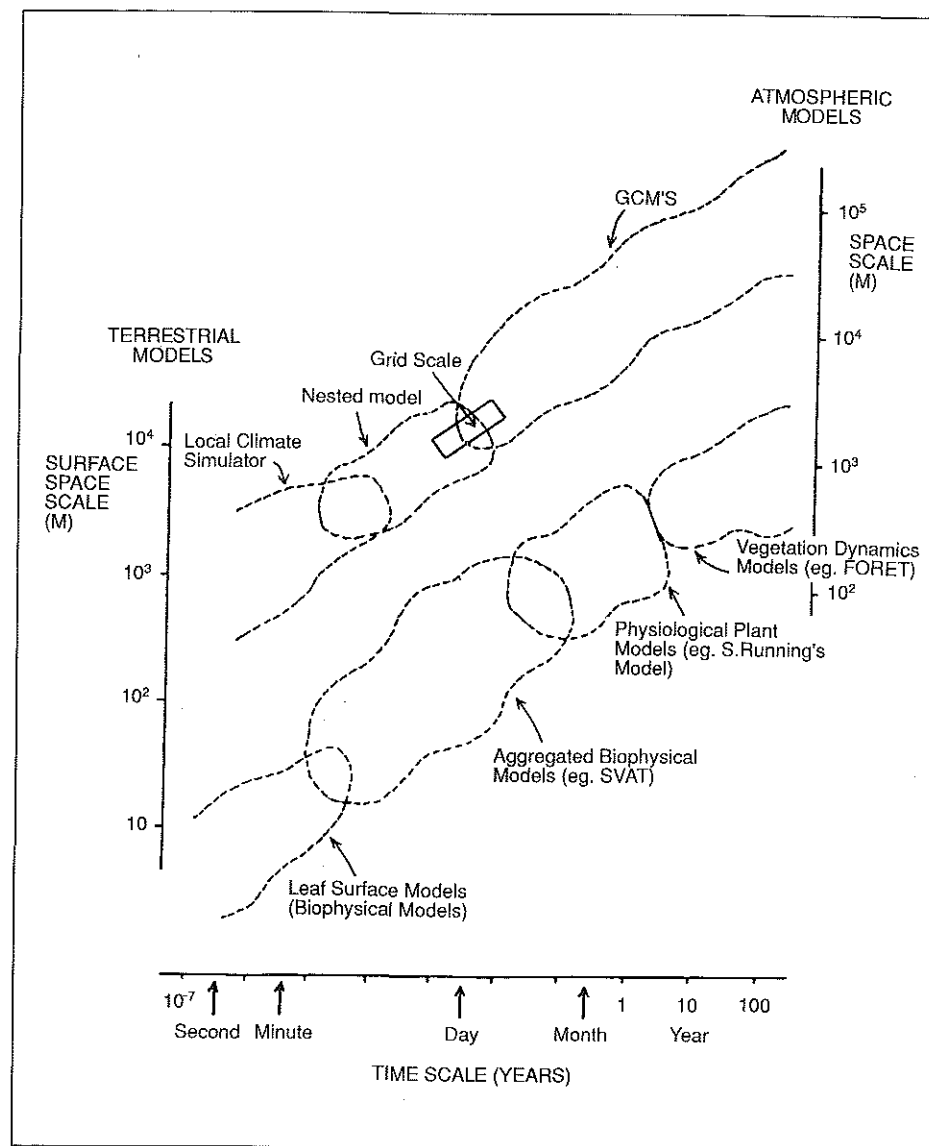 ATMOSPHERIC
MODELS
GCM'S
10⁵
SPACE
SCALE
(M)
10⁴
10³
10²
TERRESTRIAL
MODELS
Grid Scale
Nested model
Local Climate
Simulator
10⁴
SURFACE
SPACE
SCALE
(M)
10³
10²
10
Vegetation Dynamics
Models (eg. FORET)
Physiological Plant
Models (eg. S.Running's
Model)
Aggregated Biophysical
Models (eg. SVAT)
Leaf Surface Models
(Biophysical Models)
10⁻⁷ 1 10 100
Second Minute Day Month Year
TIME SCALE (YEARS)